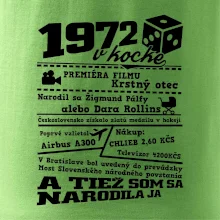 1972
v kocke
PREMIÉRA FILMU
Krstný otec
Narodil sa Zigmund Pálffy
alebo Dara Rollins
Československo získalo zlatú medailu v hokeji
Poprvé vzlietol
Airbus A300
Nákup:
CHLIEB 2,60 KČS
Televízor 4200KČS
V Bratislave bol uvedený do prevádzky
Most Slovenského národného povstania
A TIEŽ SOM SA
NARODILA JA